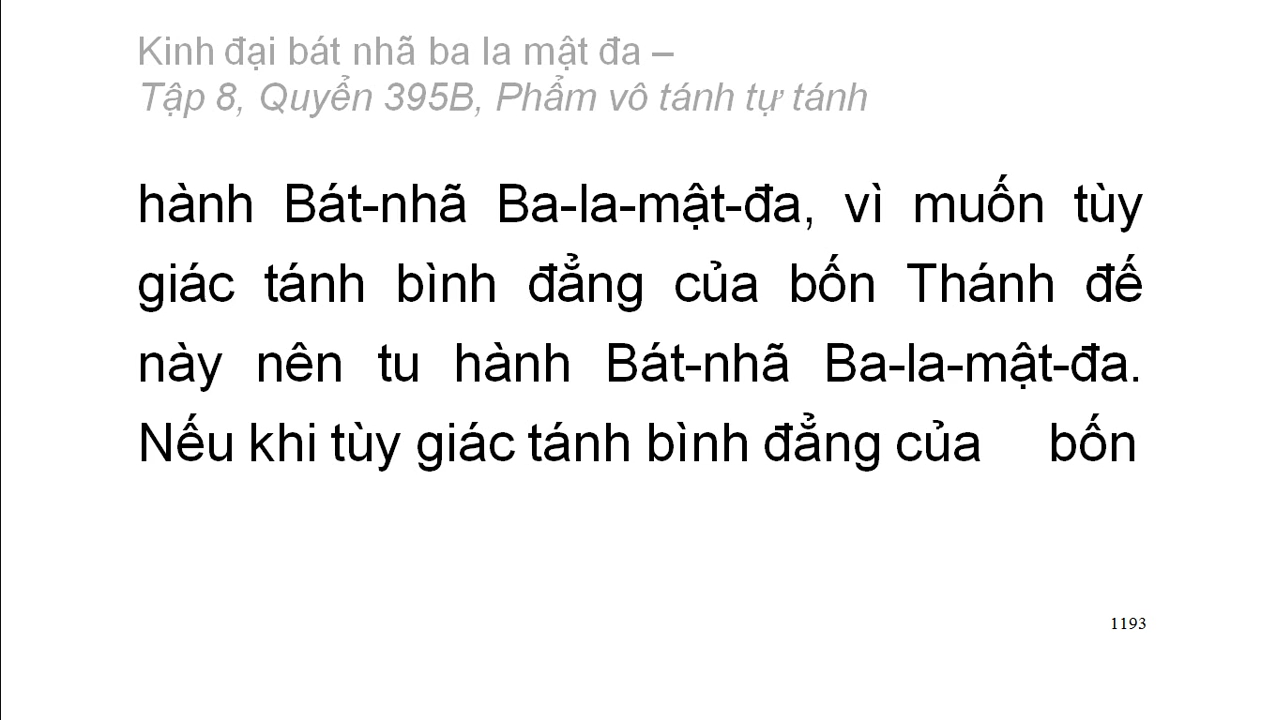 Kinh đại bát nhã ba la mật đa –
Tập 8, Quyển 395B, Phẩm vô tánh tự tánh
hành Bát-nhã Ba-la-mật-đa, vì muốn tùy
giác tánh bình đẳng của bốn Thánh đế
này nên tu hành Bát-nhã Ba-la-mật-đa.
Nếu khi tùy giác tánh bình đẳng của bốn
1193